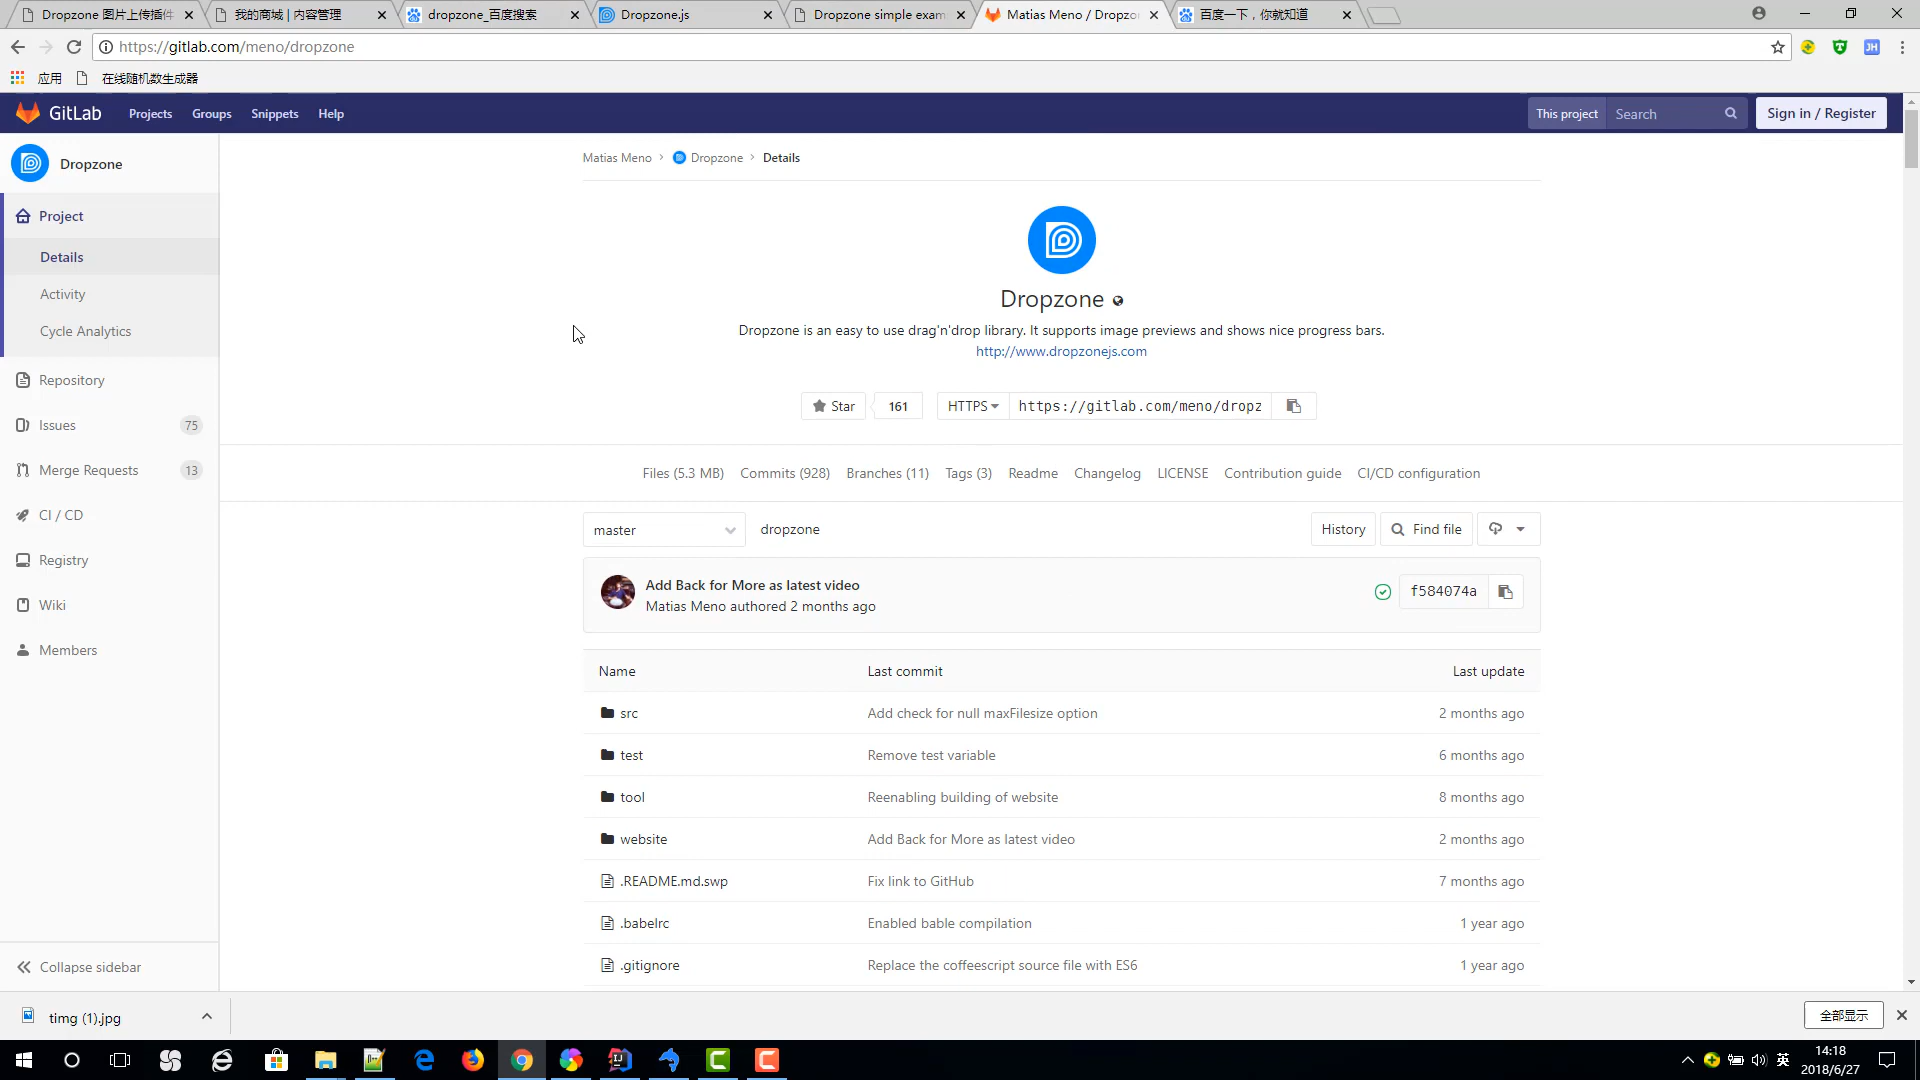 Dropzone 图片上传插件
我的商城 | 内容管理
dropzone_百度搜索
Dropzone.js
Dropzone simple exam
Matias Meno / Dropzo
百度一下，你就知道
https://gitlab.com/meno/dropzone
JH
应用
在线随机数生成器
GitLab
Projects
Groups
Snippets
Help
This project
Search
Sign in / Register
Dropzone
Project
Details
Activity
Cycle Analytics
Repository
Issues 75
Merge Requests 13
CI / CD
Registry
Wiki
Members
Collapse sidebar
Matias Meno > Dropzone > Details
Dropzone
Dropzone is an easy to use drag'n'drop library. It supports image previews and shows nice progress bars.
http://www.dropzonejs.com
Star 161 HTTPS https://gitlab.com/meno/dropz
Files (5.3 MB) Commits (928) Branches (11) Tags (3) Readme Changelog LICENSE Contribution guide CI/CD configuration
master dropzone History Find file
Add Back for More as latest video
Matias Meno authored 2 months ago
f584074a
Name Last commit Last update
src Add check for null maxFilesize option 2 months ago
test Remove test variable 6 months ago
tool Reenabling building of website 8 months ago
website Add Back for More as latest video 2 months ago
.README.md.swp Fix link to GitHub 7 months ago
.babelrc Enabled bable compilation 1 year ago
.gitignore Replace the coffeescript source file with ES6 1 year ago
timg (1).jpg
全部显示
英
14:18
2018/6/27